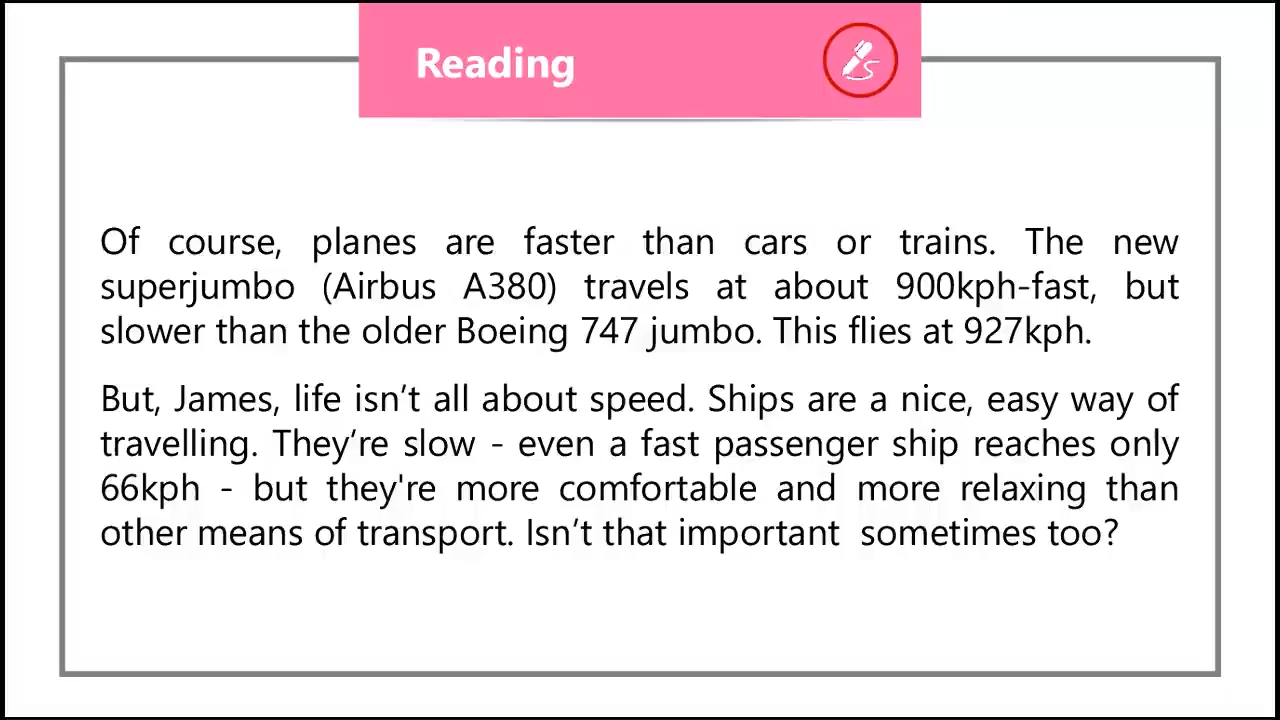 Reading
Of course, planes are faster than cars or trains. The new
superjumbo (Airbus A380) travels at about 900kph-fast, but
slower than the older Boeing 747 jumbo. This flies at 927kph.
But, James, life isn’t all about speed. Ships are a nice, easy way of
travelling. They’re slow - even a fast passenger ship reaches only
66kph - but they're more comfortable and more relaxing than
other means of transport. Isn’t that important  sometimes too?